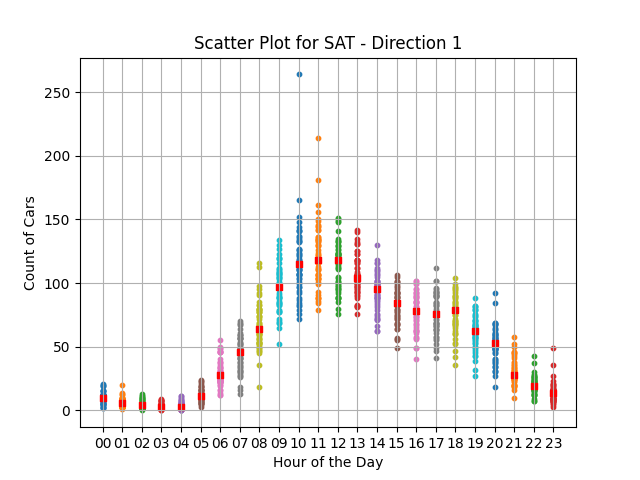 Scatter Plot for SAT - Direction 1
Count of Cars
250
200
150
100
50
0
00 01 02 03 04 05 06 07 08 09 10 11 12 13 14 15 16 17 18 19 20 21 22 23
Hour of the Day